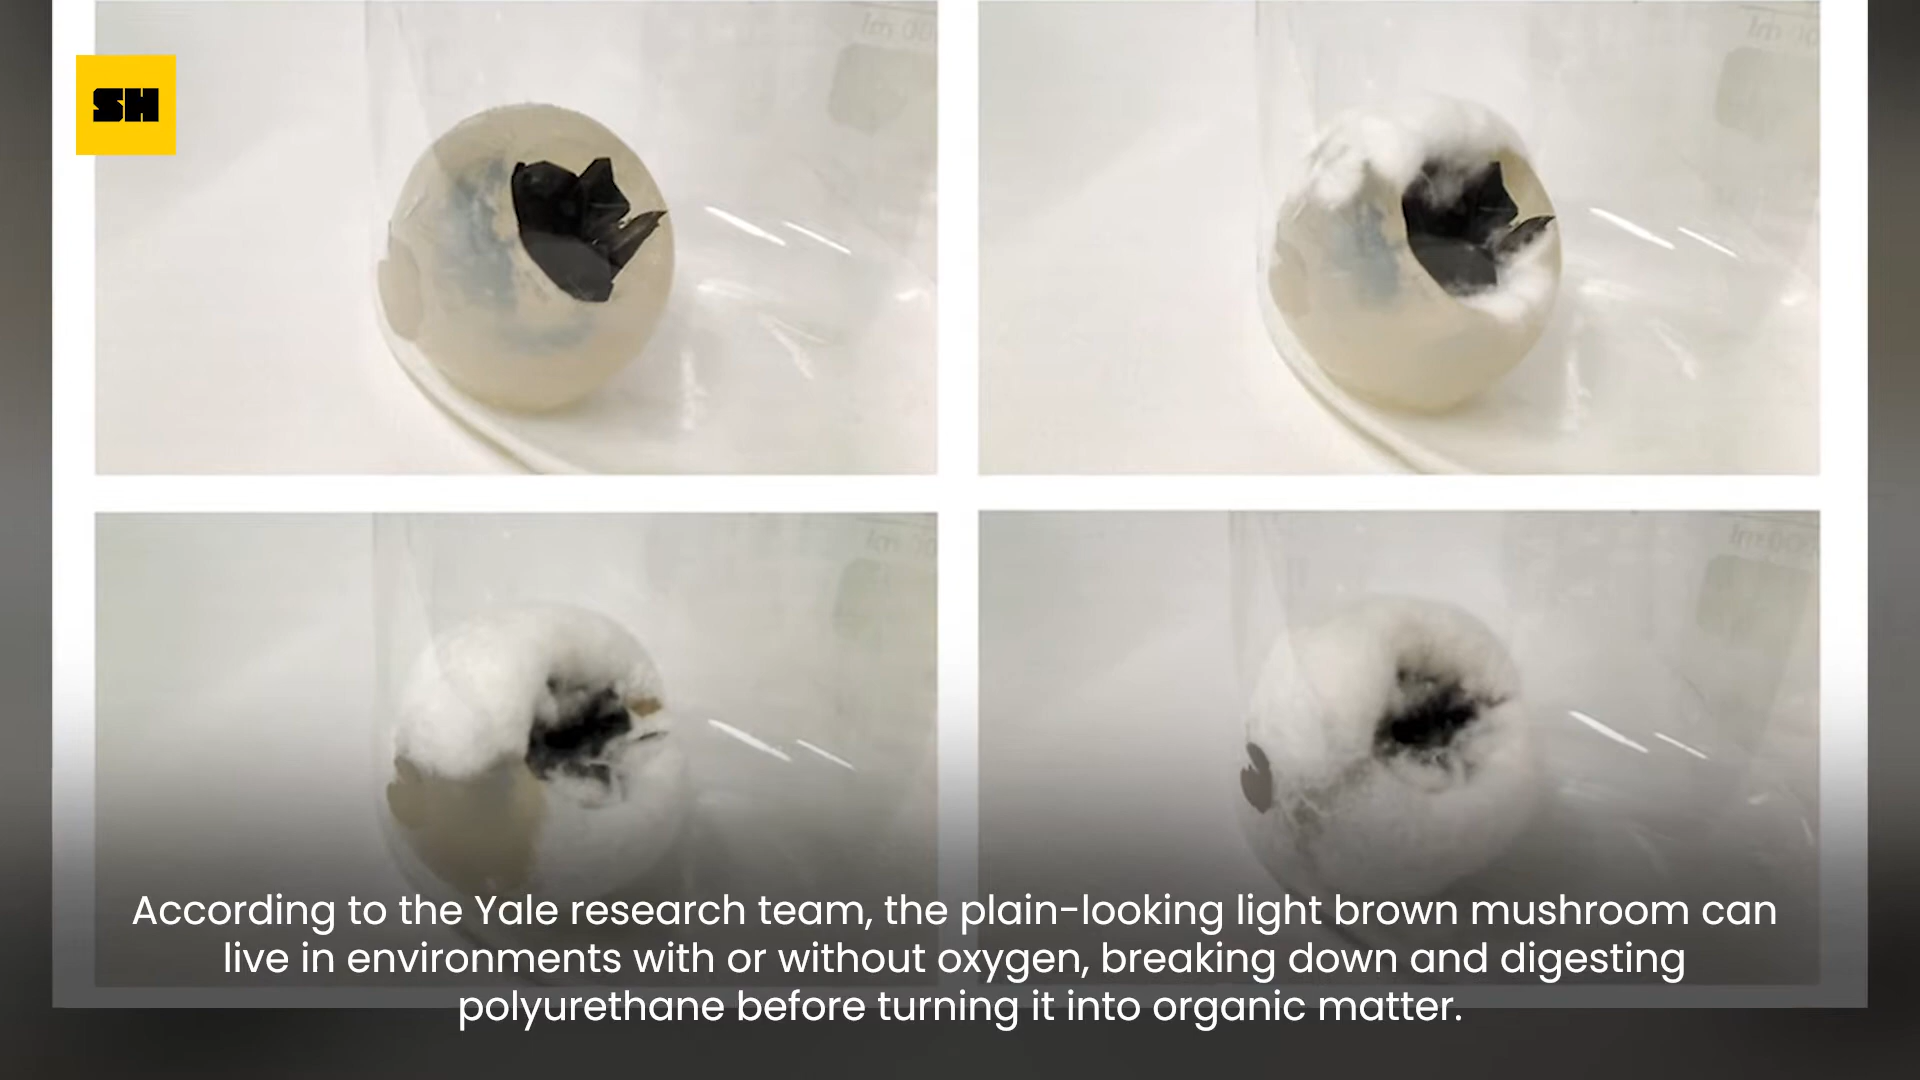 SH
According to the Yale research team, the plain-looking light brown mushroom can
live in environments with or without oxygen, breaking down and digesting
polyurethane before turning it into organic matter.